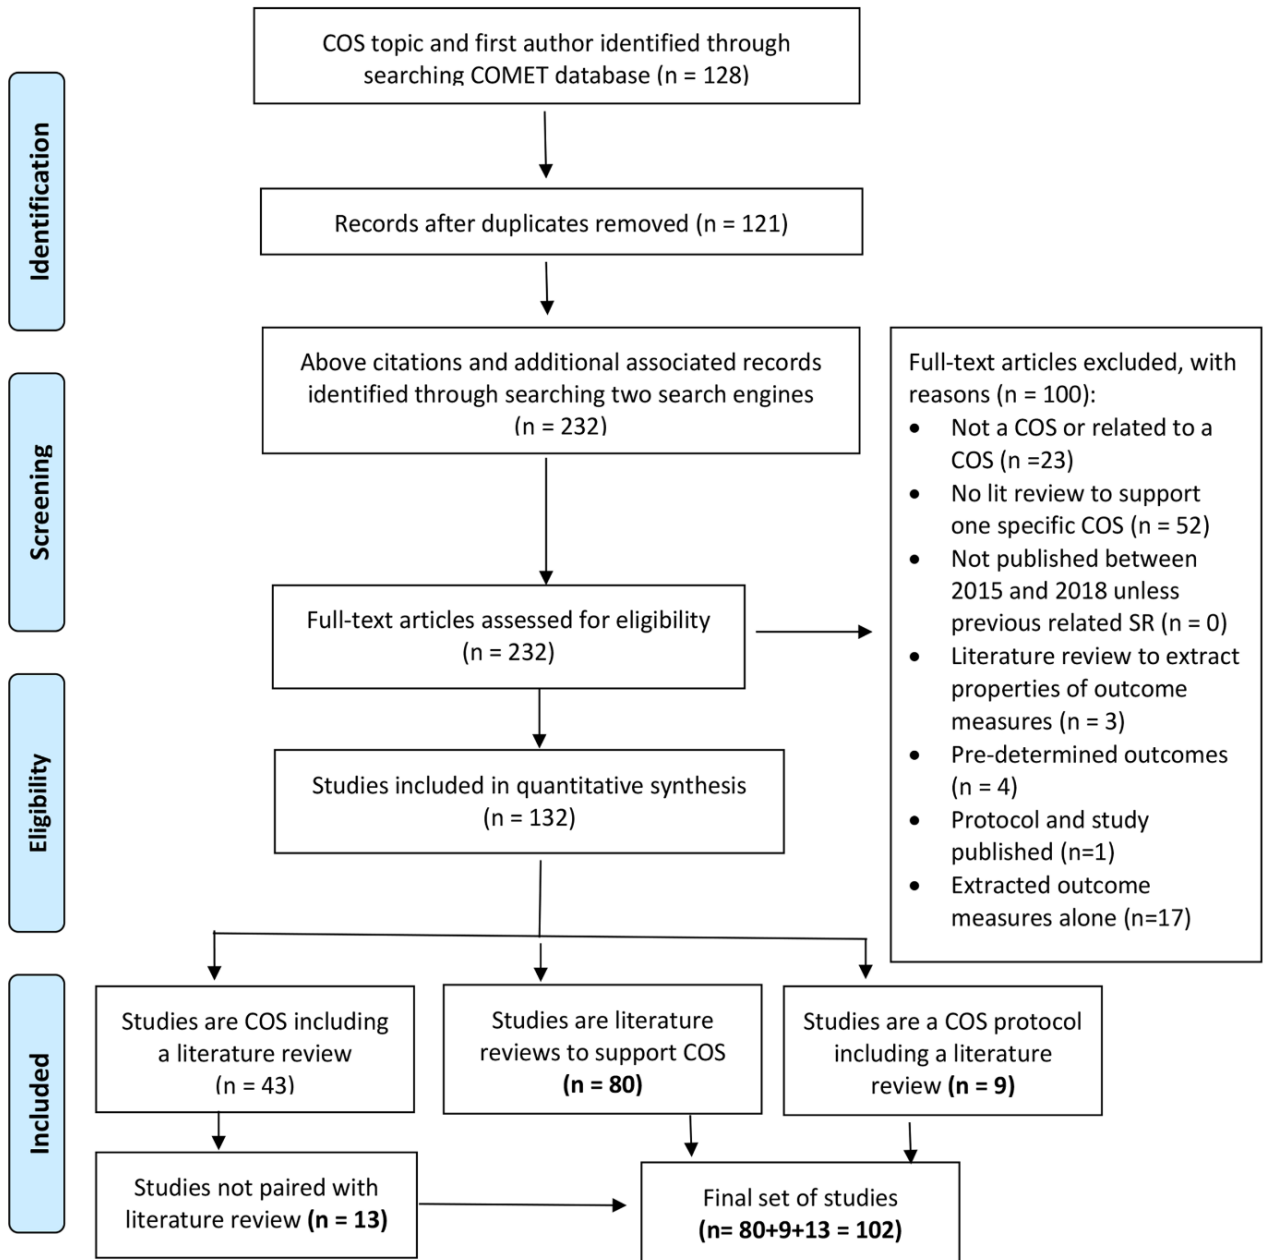 COS topic and first author identified through
searching COMET database (n = 128)
Identification
Records after duplicates removed (n = 121)
Above citations and additional associated records
identified through searching two search engines
(n = 232)
Screening
Full-text articles assessed for eligibility
(n = 232)
Full-text articles excluded, with
reasons (n = 100):
• Not a COS or related to a
COS (n =23)
• No lit review to support
one specific COS (n = 52)
• Not published between
2015 and 2018 unless
previous related SR (n = 0)
• Literature review to extract
properties of outcome
measures (n = 3)
• Pre-determined outcomes
(n = 4)
• Protocol and study
published (n=1)
• Extracted outcome
measures alone (n=17)
Eligibility
Studies included in quantitative synthesis
(n = 132)
Included
Studies are COS including
a literature review
(n = 43)
Studies are literature
reviews to support COS
(n = 80)
Studies are a COS protocol
including a literature
review (n = 9)
Studies not paired with
literature review (n = 13)
Final set of studies
(n= 80+9+13 = 102)